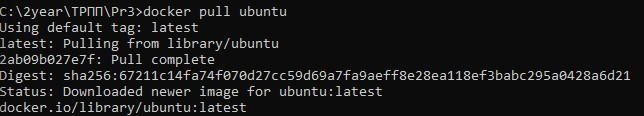 C:\2year\ТРПП\Pr3>docker pull ubuntu
Using default tag: latest
latest: Pulling from library/ubuntu
2ab09b027e7f: Pull complete
Digest: sha256:67211c14fa74f070d27cc59d69a7fa9aeff8e28ea118ef3babc295a0428a6d21
Status: Downloaded newer image for ubuntu:latest
docker.io/library/ubuntu:latest